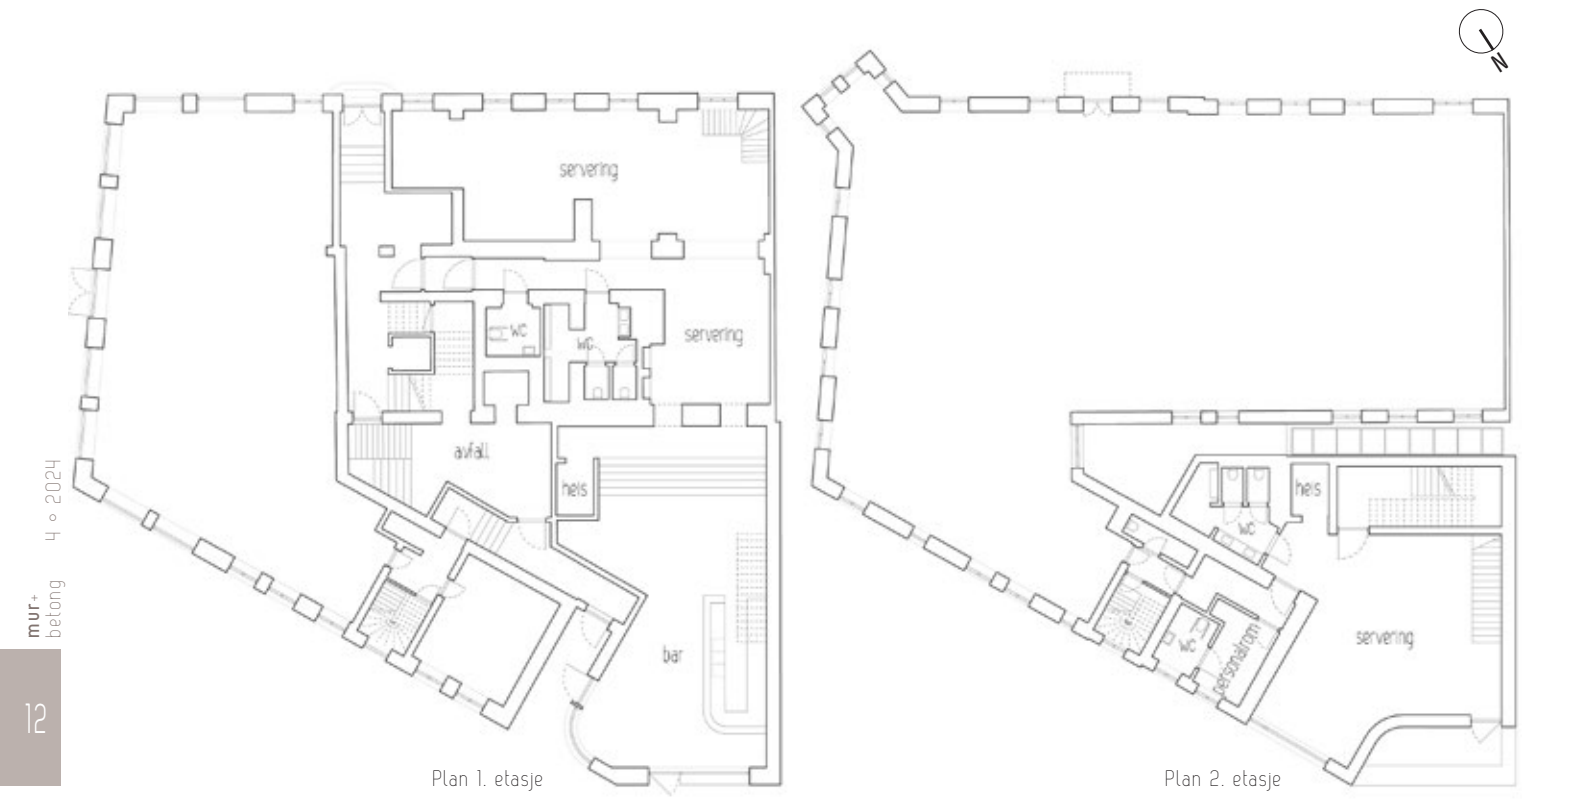 N
servering
WC
WC
servering
avfall
heis
bar
Plan 1. etasje
heis
WC
WC
personalrom
servering
Plan 2. etasje
mur+
betong
4 ∘ 2024
12